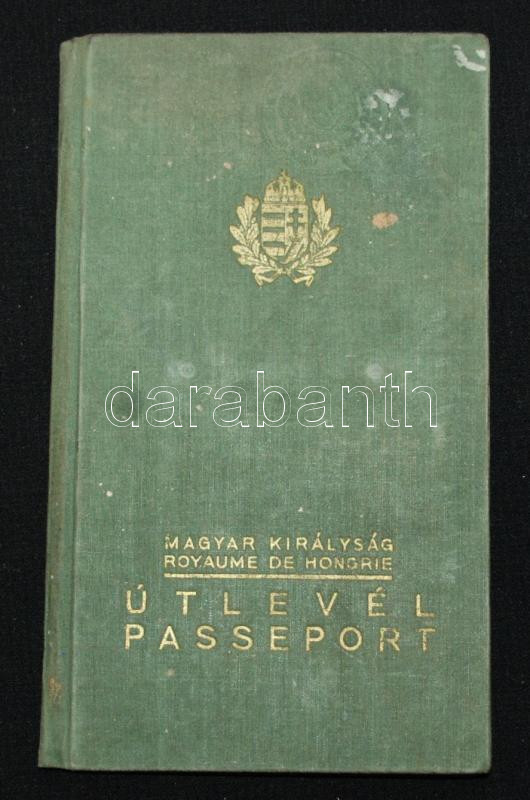 darabanth
MAGYAR KIRÁLYSÁG
ROYAUME DE HONGRIE
ÚTLEVÉL
PASSEPORT